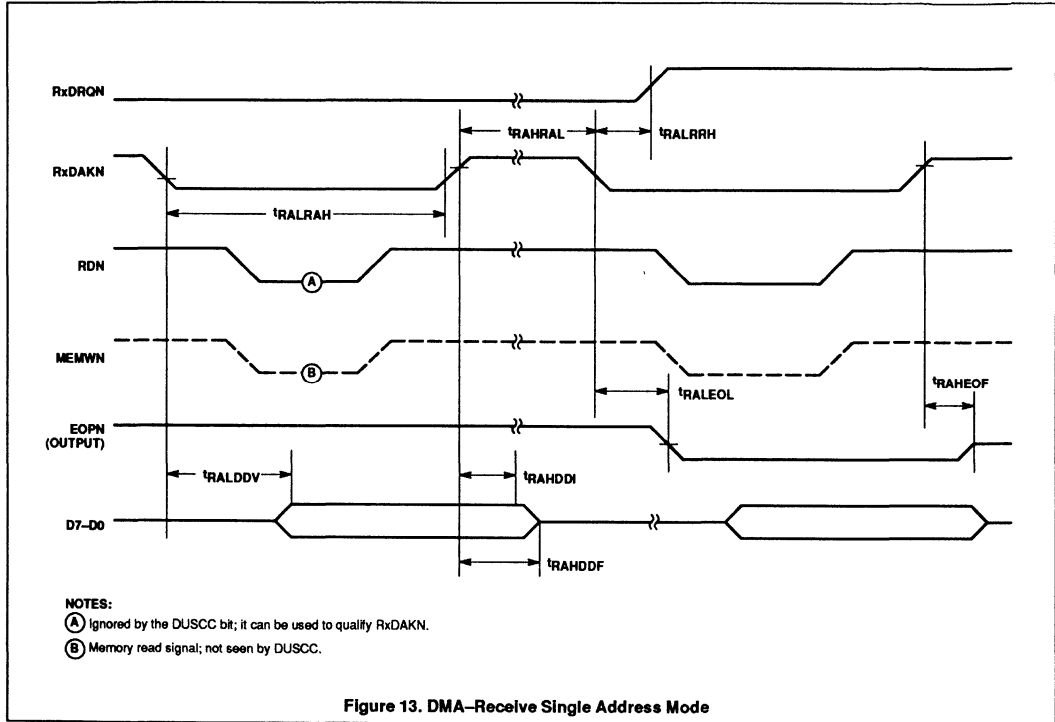 RxDRQN
tRAHRAL
tRALRRH
RxDAKN
tRALRAH
RDN
A
MEMWN
B
tRALEOL
tRAHEOF
EOPN
(OUTPUT)
tRALDDV
tRAHDDI
D7–D0
tRAHDDF
NOTES:
A Ignored by the DUSCC bit; it can be used to qualify RxDAKN.
B Memory read signal; not seen by DUSCC.
Figure 13. DMA–Receive Single Address Mode